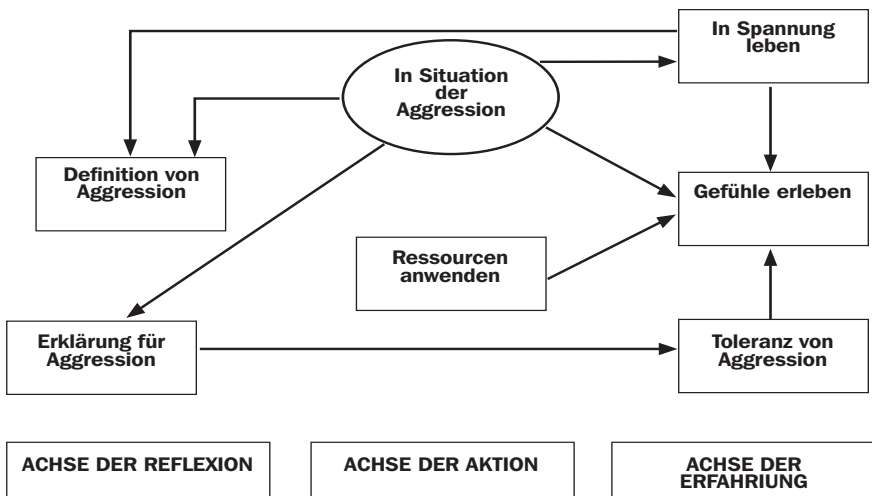 In Spannung
leben
In Situation
der
Aggression
Definition von
Aggression
Gefühle erleben
Ressourcen
anwenden
Erklärung für
Aggression
Toleranz von
Aggression
ACHSE DER REFLEXION
ACHSE DER AKTION
ACHSE DER
ERFAHRIUNG